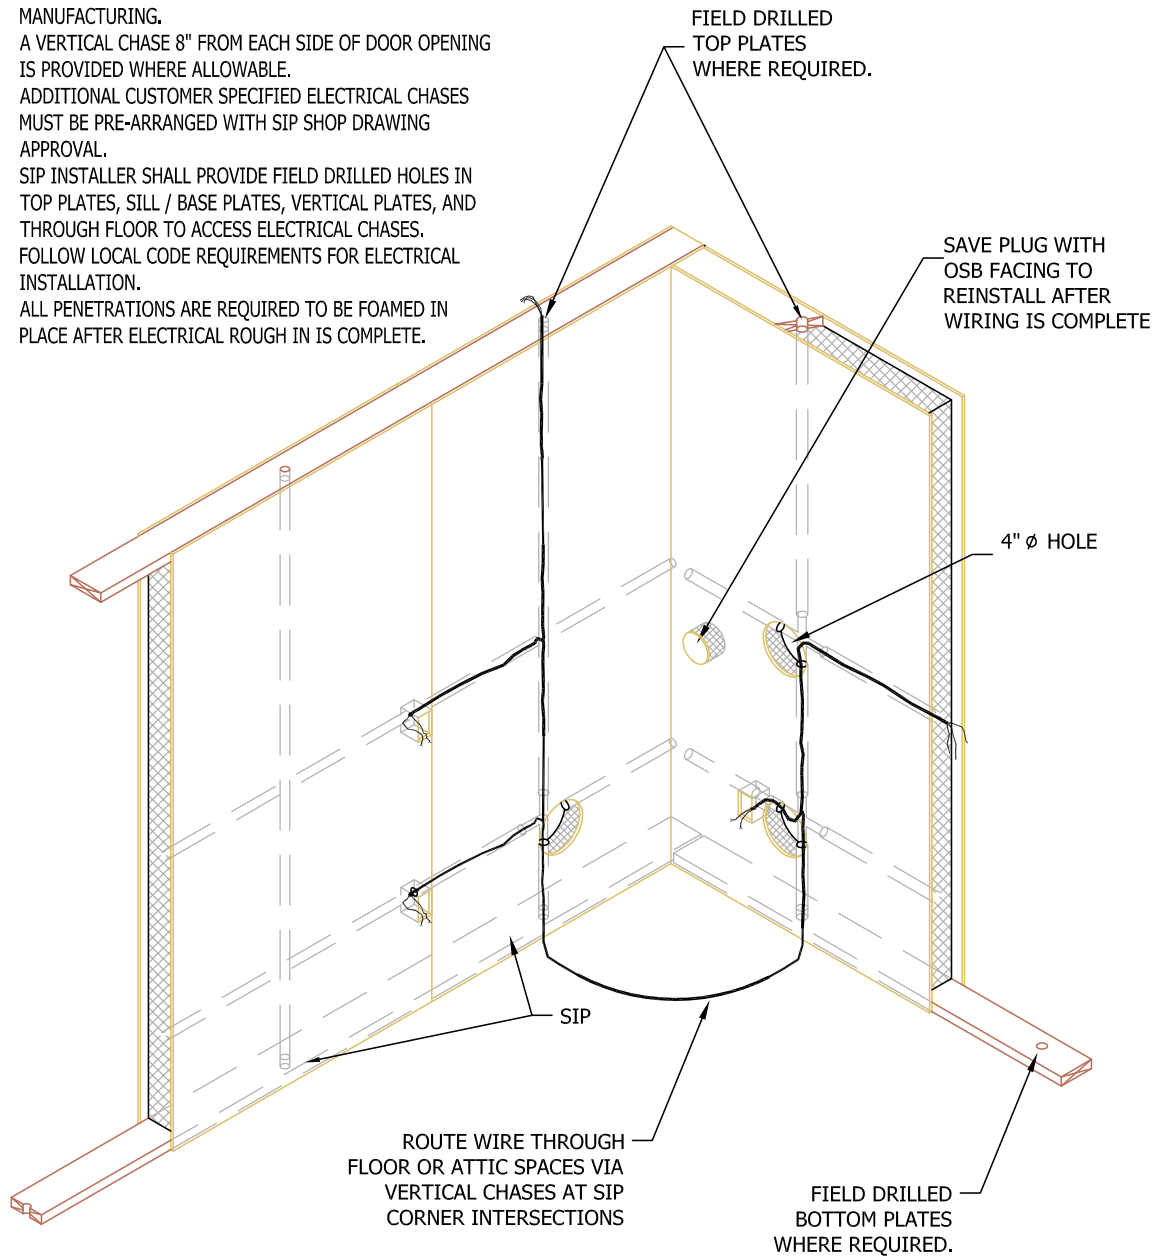 MANUFACTURING.
A VERTICAL CHASE 8" FROM EACH SIDE OF DOOR OPENING
IS PROVIDED WHERE ALLOWABLE.
ADDITIONAL CUSTOMER SPECIFIED ELECTRICAL CHASES
MUST BE PRE-ARRANGED WITH SIP SHOP DRAWING
APPROVAL.
SIP INSTALLER SHALL PROVIDE FIELD DRILLED HOLES IN
TOP PLATES, SILL / BASE PLATES, VERTICAL PLATES, AND
THROUGH FLOOR TO ACCESS ELECTRICAL CHASES.
FOLLOW LOCAL CODE REQUIREMENTS FOR ELECTRICAL
INSTALLATION.
ALL PENETRATIONS ARE REQUIRED TO BE FOAMED IN
PLACE AFTER ELECTRICAL ROUGH IN IS COMPLETE.
FIELD DRILLED
TOP PLATES
WHERE REQUIRED.
SAVE PLUG WITH
OSB FACING TO
REINSTALL AFTER
WIRING IS COMPLETE
4" Ø HOLE
SIP
ROUTE WIRE THROUGH
FLOOR OR ATTIC SPACES VIA
VERTICAL CHASES AT SIP
CORNER INTERSECTIONS
FIELD DRILLED
BOTTOM PLATES
WHERE REQUIRED.